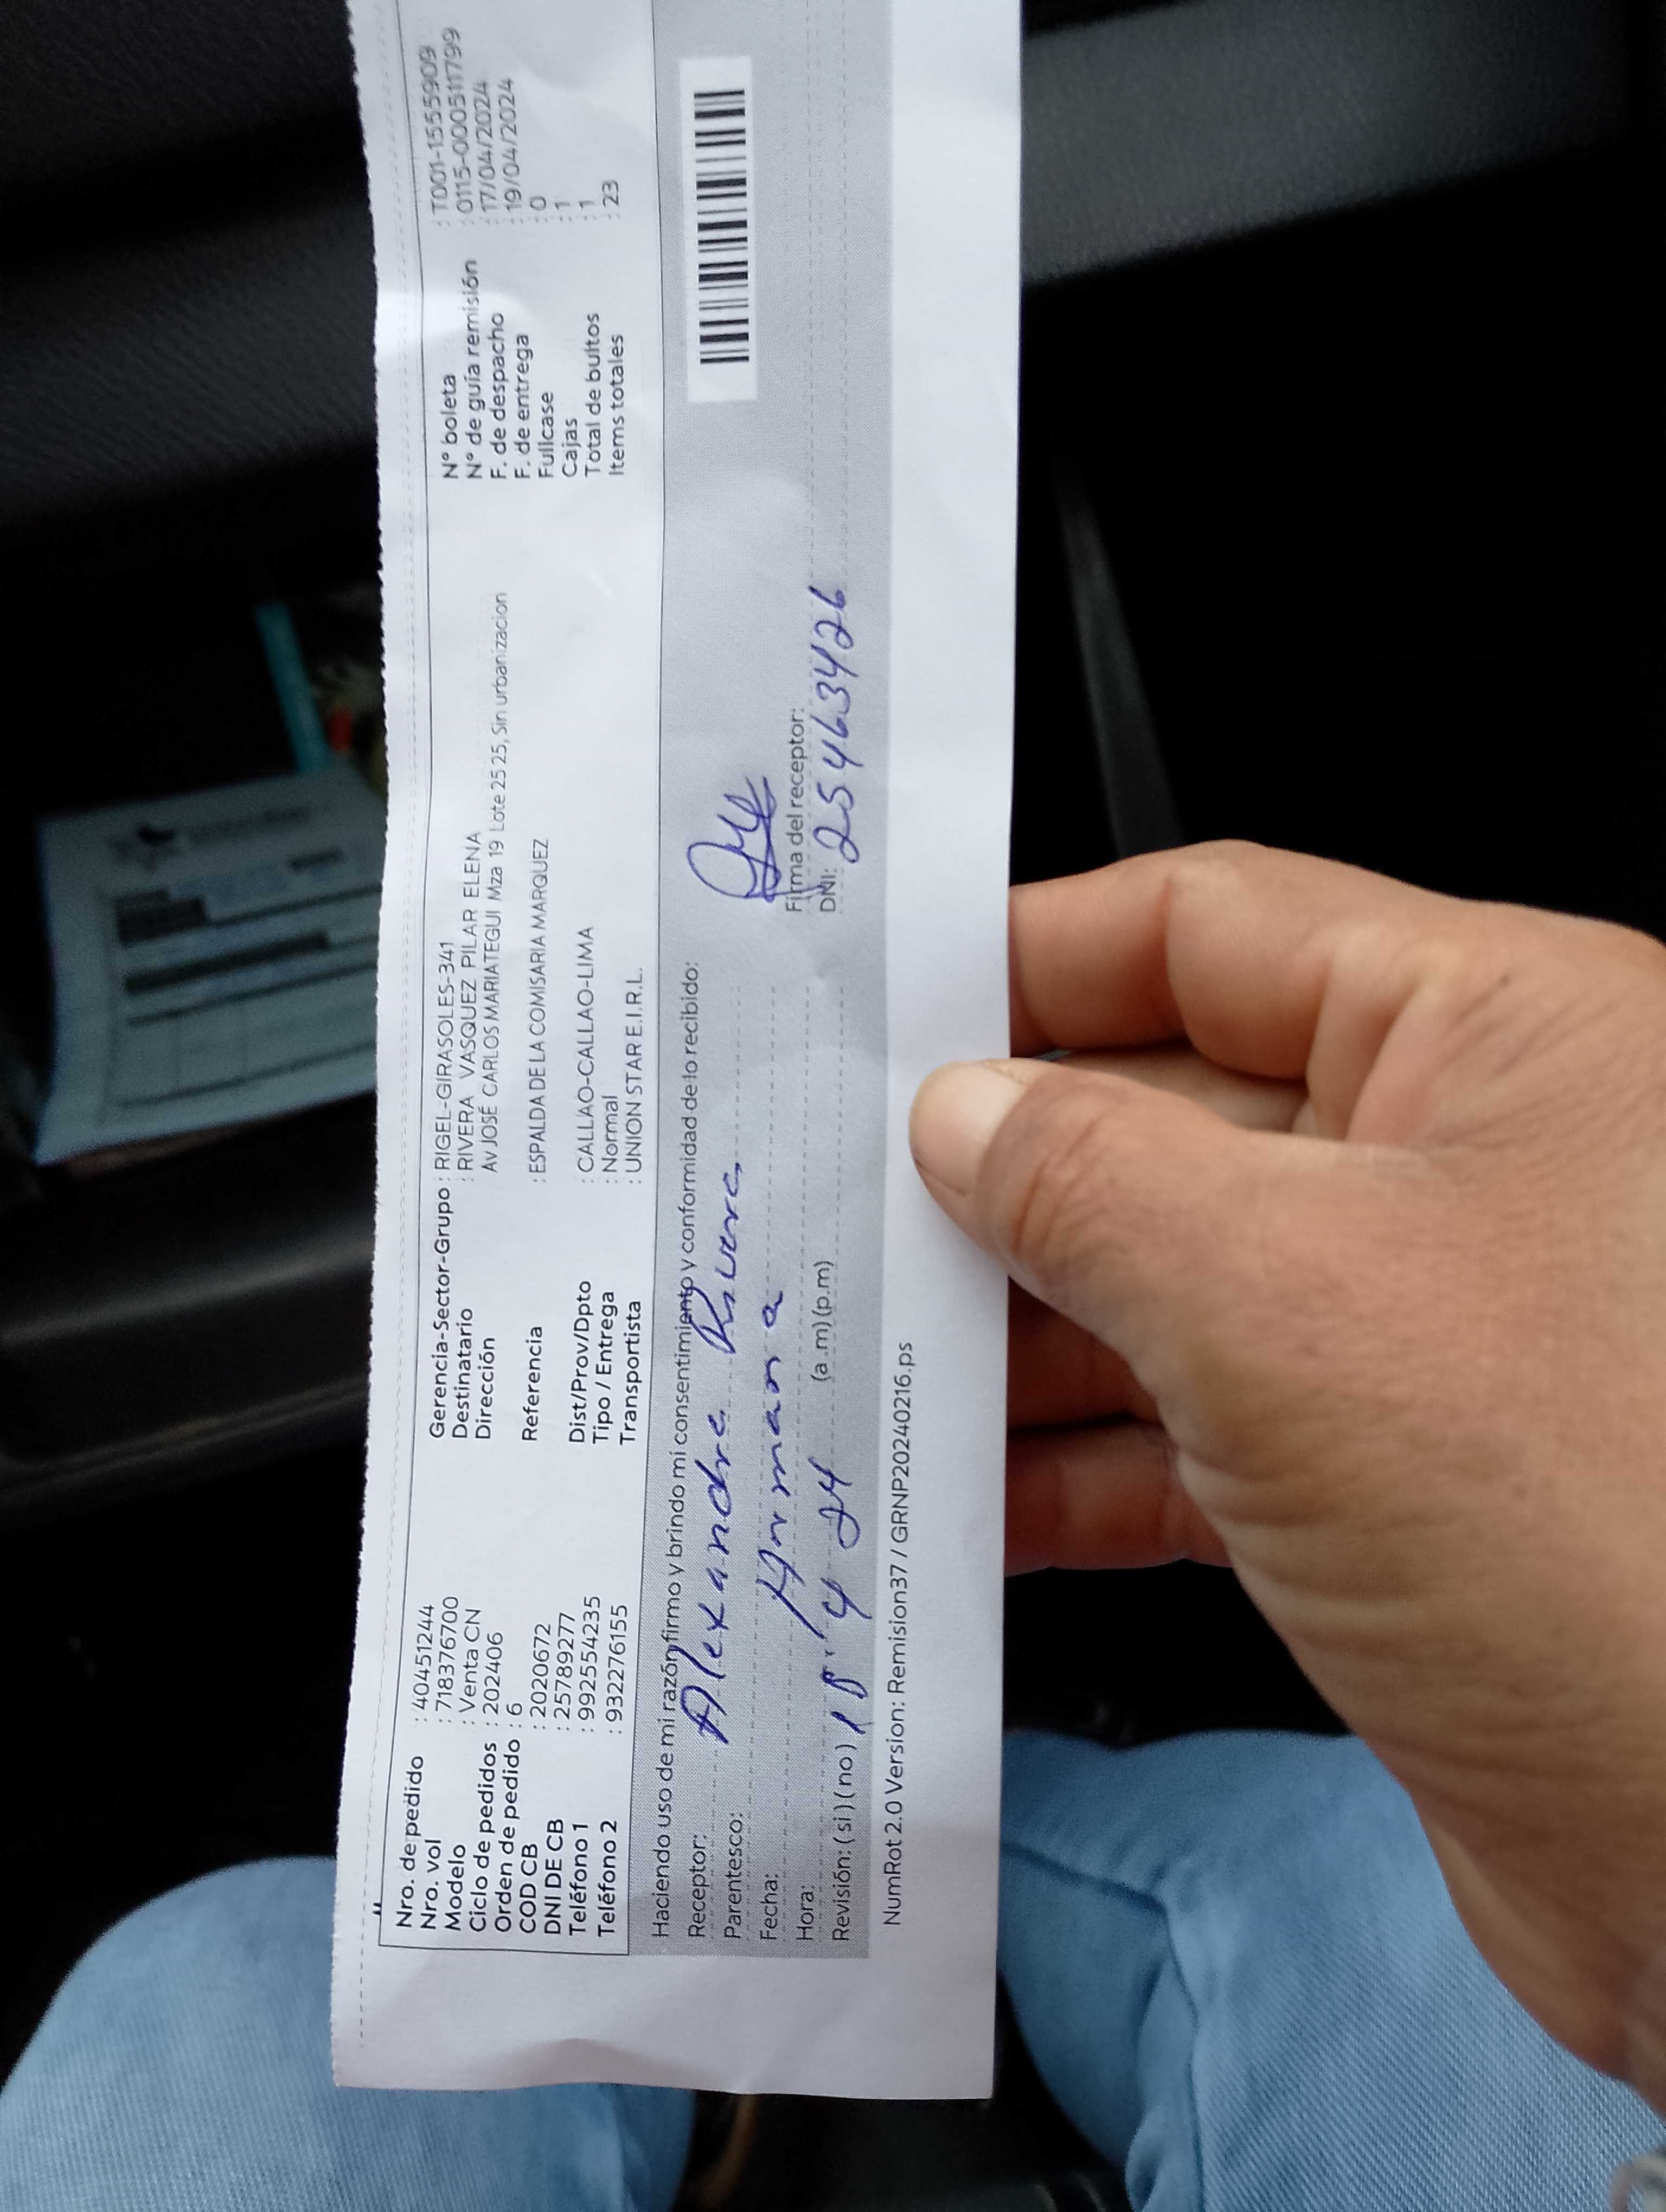 Nro. de pedido : 40451244
Nro. vol : 718376700
Modelo : Venta CN
Ciclo de pedidos : 202406
Orden de pedido : 6
COD CB : 2020672
DNI DE CB : 25789277
Teléfono 1 : 992554235
Teléfono 2 : 932276155
Gerencia-Sector-Grupo : RIGEL-GIRASOLES-341
Destinatario : RIVERA VASQUEZ PILAR ELENA
Dirección Av JOSÉ CARLOS MARIATEGUI Mza 19 Lote 25 25, Sin urbanizacion
Referencia : ESPALDA DE LA COMISARIA MARQUEZ
Dist/Prov/Dpto : CALLAO-CALLAO-LIMA
Tipo / Entrega : Normal
Transportista : UNION STAR E.I.R.L.
N° boleta : T001-1555909
N° de guía remisión : 0115-0000511799
F. de despacho : 17/04/2024
F. de entrega : 19/04/2024
Fullcase : 0
Cajas : 1
Total de bultos : 1
Items totales : 23
Haciendo uso de mi razón firmo y brindo mi consentimiento y conformidad de lo recibido:
Receptor: Alexandra Rivera
Parentesco: Hermana
Fecha: 18 4 24
Hora: (a.m) (p.m)
Revisión: (si) (no)
Firma del receptor:
DNI: 25463426
NumRot 2.0 Version: Remision37 / GRNP20240216.ps